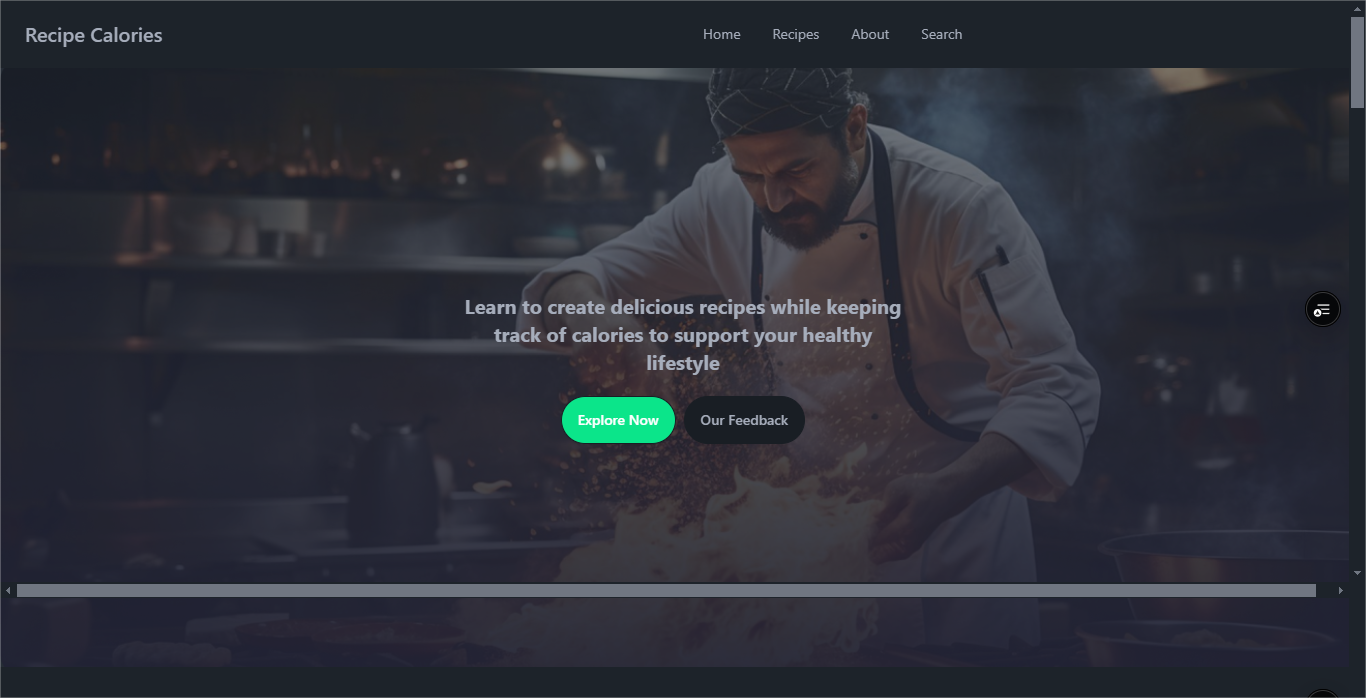 Recipe Calories
Home Recipes About Search
Learn to create delicious recipes while keeping
track of calories to support your healthy
lifestyle
Explore Now Our Feedback